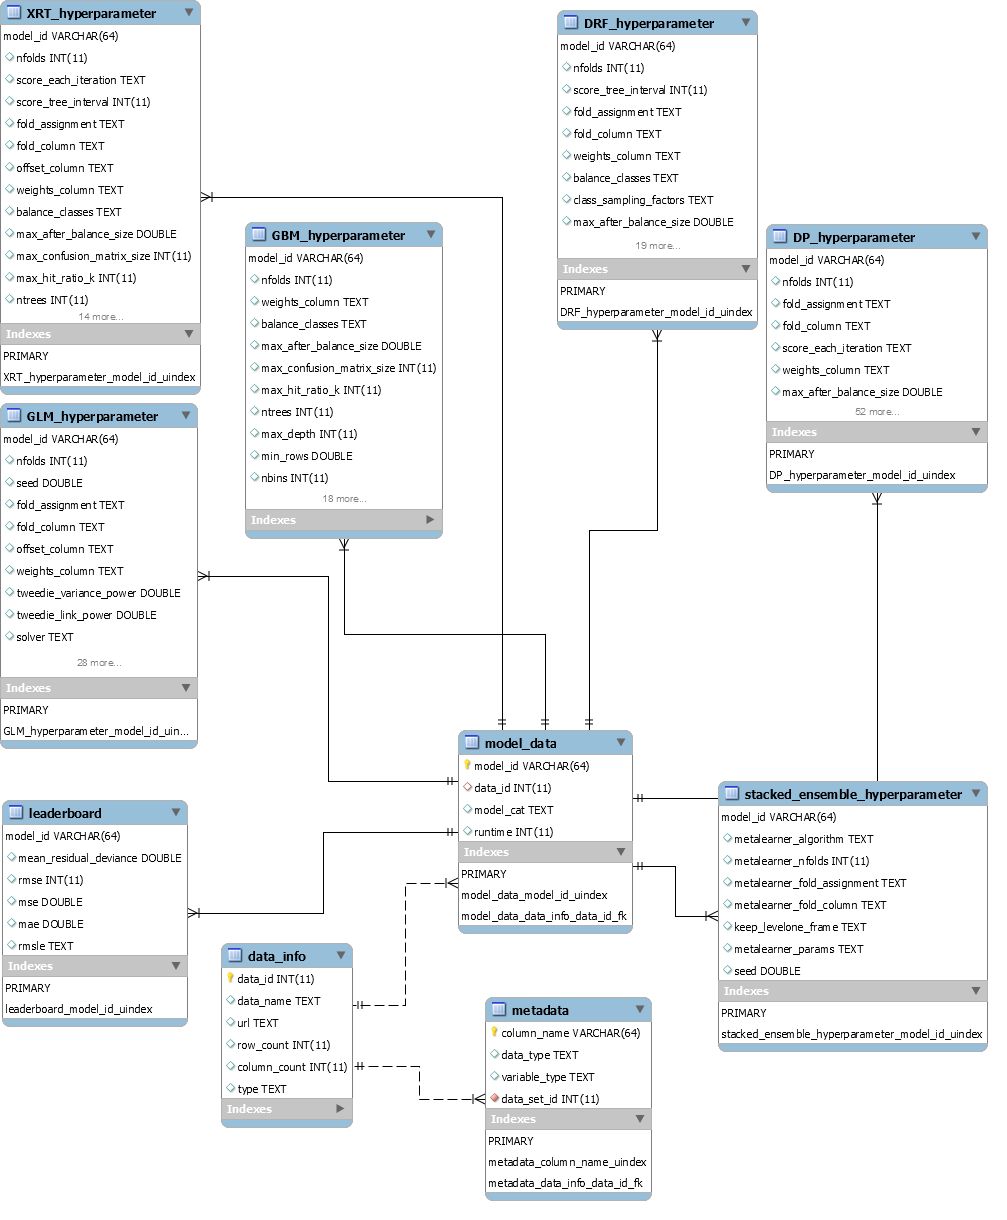 XRT_hyperparameter
model_id VARCHAR(64)
nfolds INT(11)
score_each_iteration TEXT
score_tree_interval INT(11)
fold_assignment TEXT
fold_column TEXT
offset_column TEXT
weights_column TEXT
balance_classes TEXT
max_after_balance_size DOUBLE
max_confusion_matrix_size INT(11)
max_hit_ratio_k INT(11)
ntrees INT(11)
14 more...
Indexes
PRIMARY
XRT_hyperparameter_model_id_uindex
DRF_hyperparameter
model_id VARCHAR(64)
nfolds INT(11)
score_tree_interval INT(11)
fold_assignment TEXT
fold_column TEXT
weights_column TEXT
balance_classes TEXT
class_sampling_factors TEXT
max_after_balance_size DOUBLE
19 more...
Indexes
PRIMARY
DRF_hyperparameter_model_id_uindex
GBM_hyperparameter
model_id VARCHAR(64)
nfolds INT(11)
weights_column TEXT
balance_classes TEXT
max_after_balance_size DOUBLE
max_confusion_matrix_size INT(11)
max_hit_ratio_k INT(11)
ntrees INT(11)
max_depth INT(11)
min_rows DOUBLE
nbins INT(11)
18 more...
Indexes
DP_hyperparameter
model_id VARCHAR(64)
nfolds INT(11)
fold_assignment TEXT
fold_column TEXT
score_each_iteration TEXT
weights_column TEXT
max_after_balance_size DOUBLE
52 more...
Indexes
PRIMARY
DP_hyperparameter_model_id_uindex
GLM_hyperparameter
model_id VARCHAR(64)
nfolds INT(11)
seed DOUBLE
fold_assignment TEXT
fold_column TEXT
offset_column TEXT
weights_column TEXT
tweedie_variance_power DOUBLE
tweedie_link_power DOUBLE
solver TEXT
28 more...
Indexes
PRIMARY
GLM_hyperparameter_model_id_uin...
model_data
model_id VARCHAR(64)
data_id INT(11)
model_cat TEXT
runtime INT(11)
Indexes
PRIMARY
model_data_model_id_uindex
model_data_data_info_data_id_fk
stacked_ensemble_hyperparameter
model_id VARCHAR(64)
metalearner_algorithm TEXT
metalearner_nfolds INT(11)
metalearner_fold_assignment TEXT
metalearner_fold_column TEXT
keep_levelone_frame TEXT
metalearner_params TEXT
seed DOUBLE
Indexes
PRIMARY
stacked_ensemble_hyperparameter_model_id_uindex
leaderboard
model_id VARCHAR(64)
mean_residual_deviance DOUBLE
rmse INT(11)
mse DOUBLE
mae DOUBLE
rmsle TEXT
Indexes
PRIMARY
leaderboard_model_id_uindex
data_info
data_id INT(11)
data_name TEXT
url TEXT
row_count INT(11)
column_count INT(11)
type TEXT
Indexes
metadata
column_name VARCHAR(64)
data_type TEXT
variable_type TEXT
data_set_id INT(11)
Indexes
PRIMARY
metadata_column_name_uindex
metadata_data_info_data_id_fk